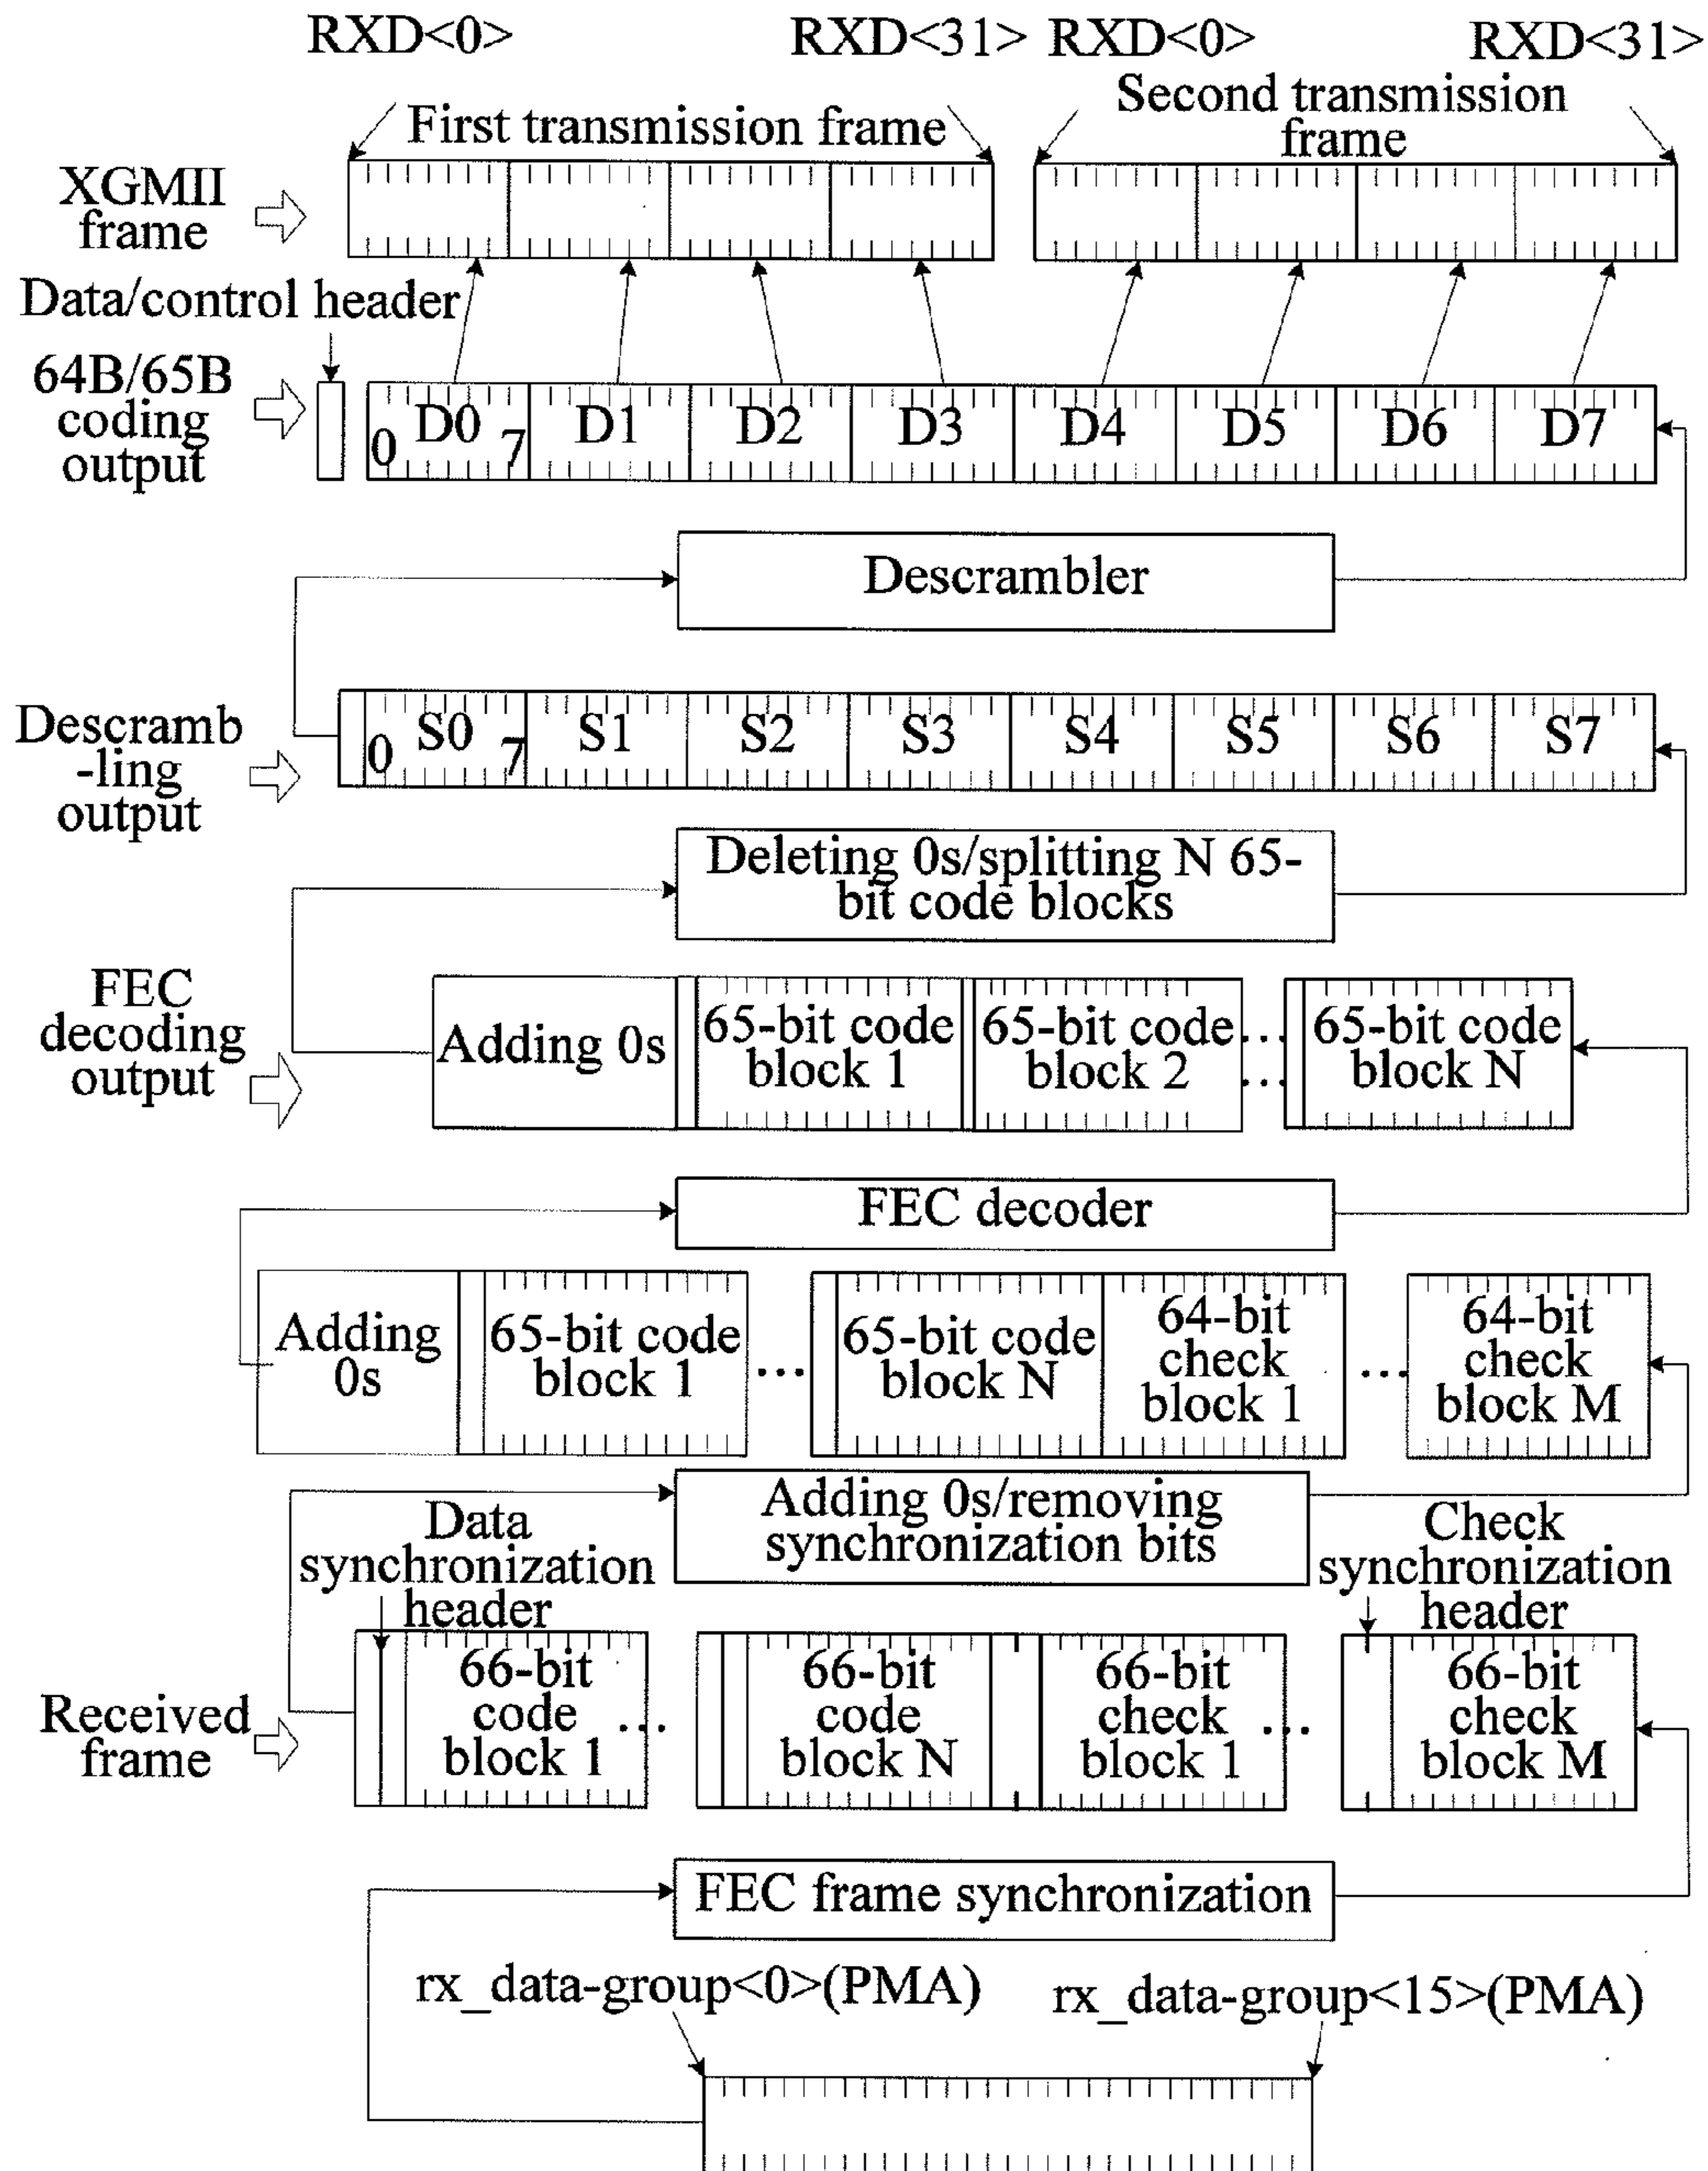 RXD<0> RXD<31> RXD<0> RXD<31>
First transmission frame
Second transmission
frame
XGMII
frame
Data/control header
64B/65B
coding
output
0 D0 7 D1 D2 D3 D4 D5 D6 D7
Descrambler
Descramb
-ling
output
0 S0 7 S1 S2 S3 S4 S5 S6 S7
Deleting 0s/splitting N 65-
bit code blocks
FEC
decoding
output
Adding 0s
65-bit code
block 1
65-bit code
block 2
...
...
65-bit code
block N
FEC decoder
Adding
0s
65-bit code
block 1
...
65-bit code
block N
64-bit
check
block 1
...
64-bit
check
block M
Adding 0s/removing
synchronization bits
Data
synchronization
header
Check
synchronization
header
Received
frame
66-bit
code
block 1
...
66-bit
code
block N
66-bit
check
block 1
...
66-bit
check
block M
FEC frame synchronization
rx_data-group<0>(PMA)
rx_data-group<15>(PMA)